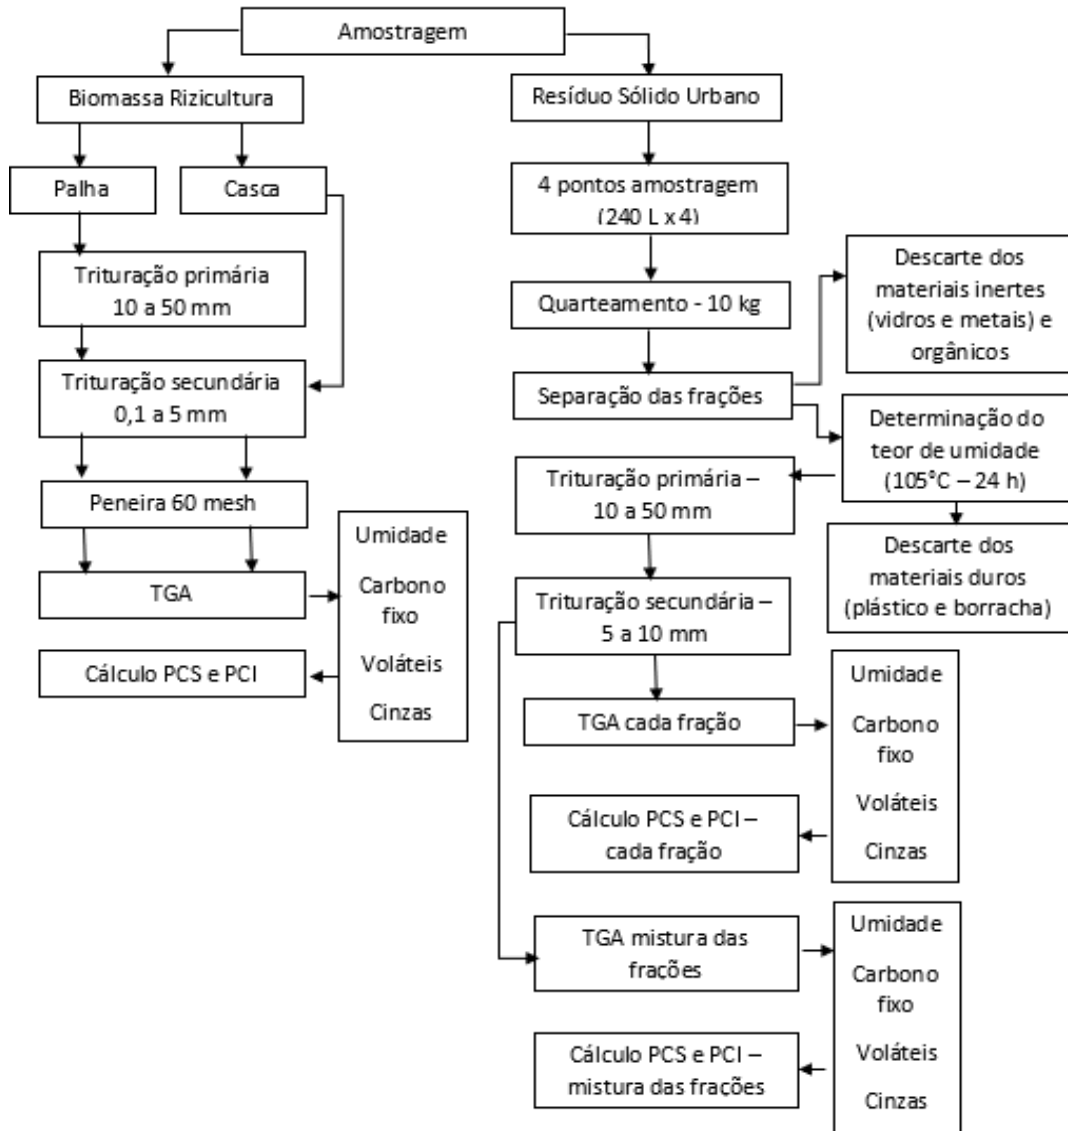 Amostragem
Biomassa Rizicultura
Palha
Casca
Trituração primária
10 a 50 mm
Trituração secundária
0,1 a 5 mm
Peneira 60 mesh
TGA
Umidade
Carbono
fixo
Voláteis
Cinzas
Cálculo PCS e PCI
Resíduo Sólido Urbano
4 pontos amostragem
(240 L x 4)
Quarteamento - 10 kg
Separação das frações
Descarte dos
materiais inertes
(vidros e metais) e
orgânicos
Determinação do
teor de umidade
(105°C – 24 h)
Descarte dos
materiais duros
(plástico e borracha)
Trituração primária –
10 a 50 mm
Trituração secundária –
5 a 10 mm
TGA cada fração
Umidade
Carbono
fixo
Voláteis
Cinzas
Cálculo PCS e PCI –
cada fração
TGA mistura das
frações
Umidade
Carbono
fixo
Voláteis
Cinzas
Cálculo PCS e PCI –
mistura das frações